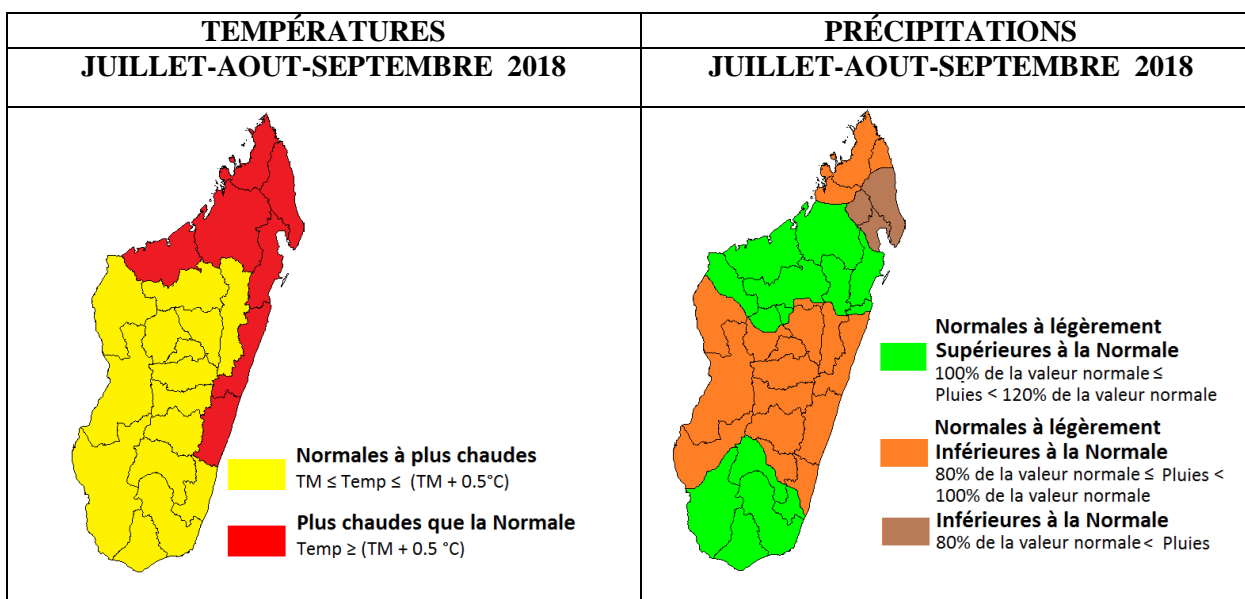 TEMPÉRATURES
JUILLET-AOUT-SEPTEMBRE 2018
Normales à plus chaudes
TM ≤ Temp ≤ (TM + 0.5°C)
Plus chaudes que la Normale
Temp ≥ (TM + 0.5 °C)
PRÉCIPITATIONS
JUILLET-AOUT-SEPTEMBRE 2018
Normales à légèrement
Supérieures à la Normale
100% de la valeur normale ≤
Pluies < 120% de la valeur normale
Normales à légèrement
Inférieures à la Normale
80% de la valeur normale ≤ Pluies <
100% de la valeur normale
Inférieures à la Normale
80% de la valeur normale < Pluies